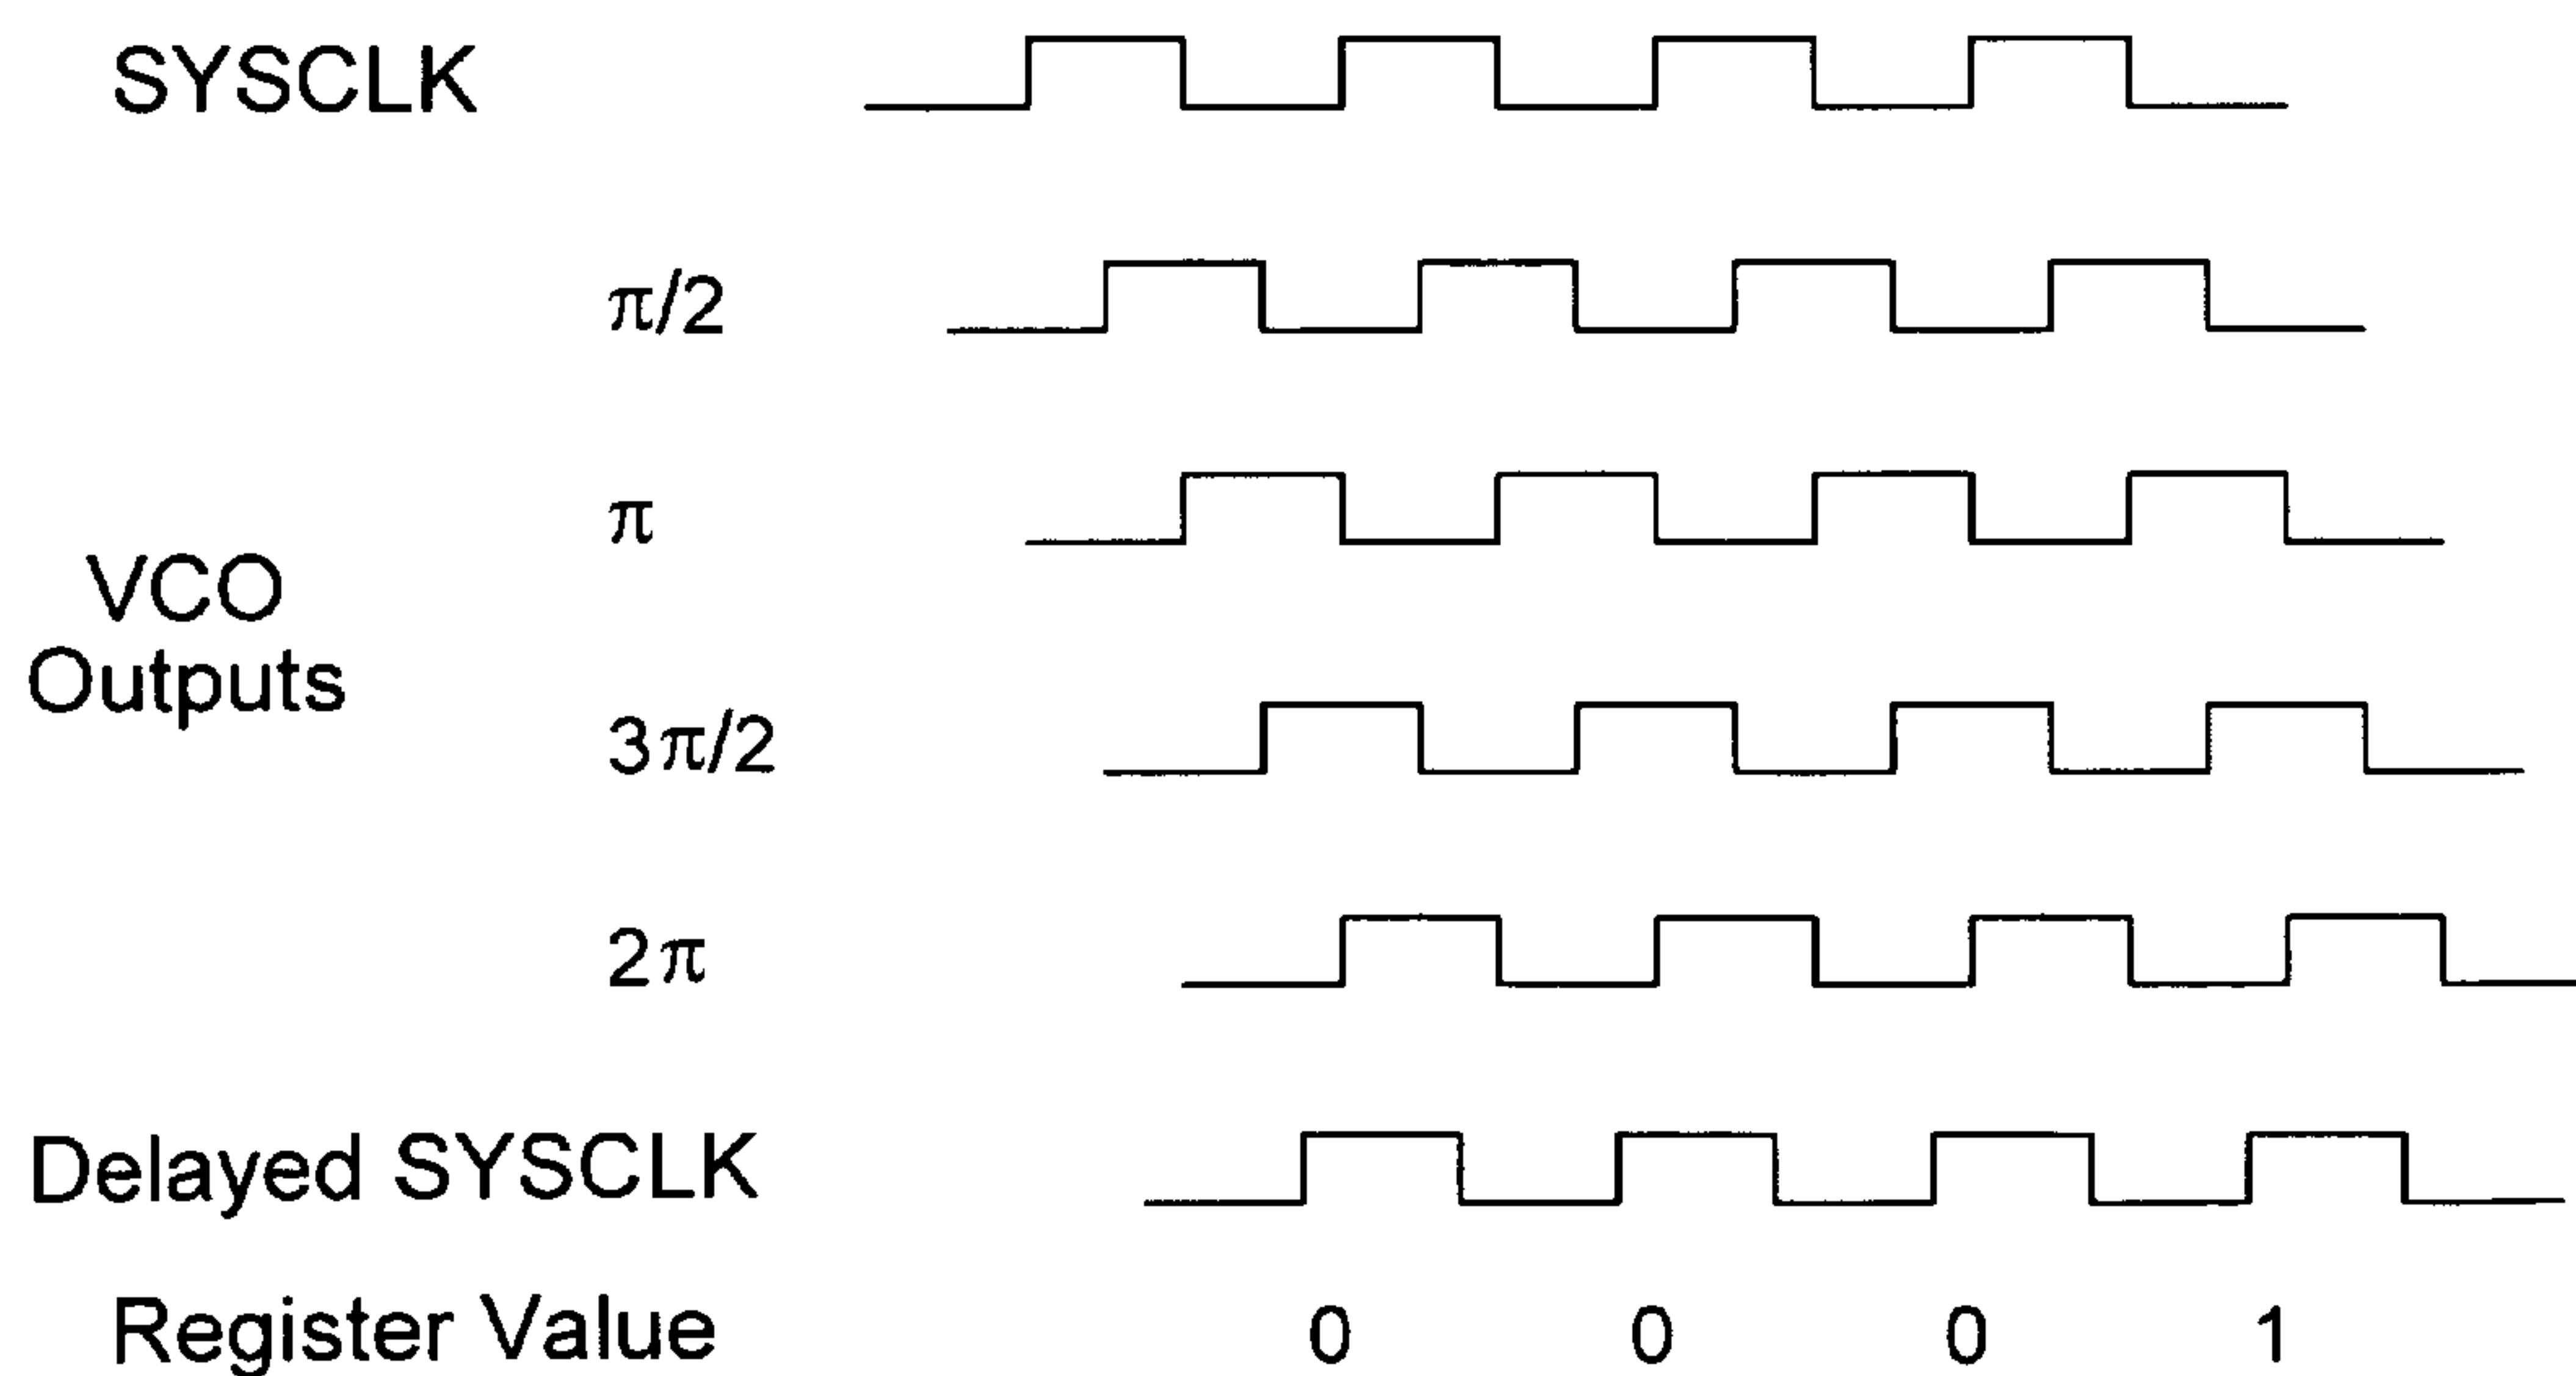 SYSCLK
π/2
π
VCO
Outputs
3π/2
2π
Delayed SYSCLK
Register Value 0 0 0 1